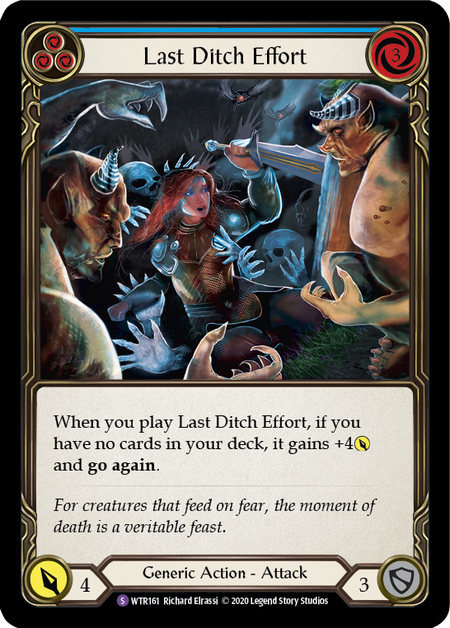 Last Ditch Effort
3
When you play Last Ditch Effort, if you
have no cards in your deck, it gains +4
and go again.
For creatures that feed on fear, the moment of
death is a veritable feast.
4
Generic Action - Attack
3
S WTR161 Richard Elrassi © 2020 Legend Story Studios